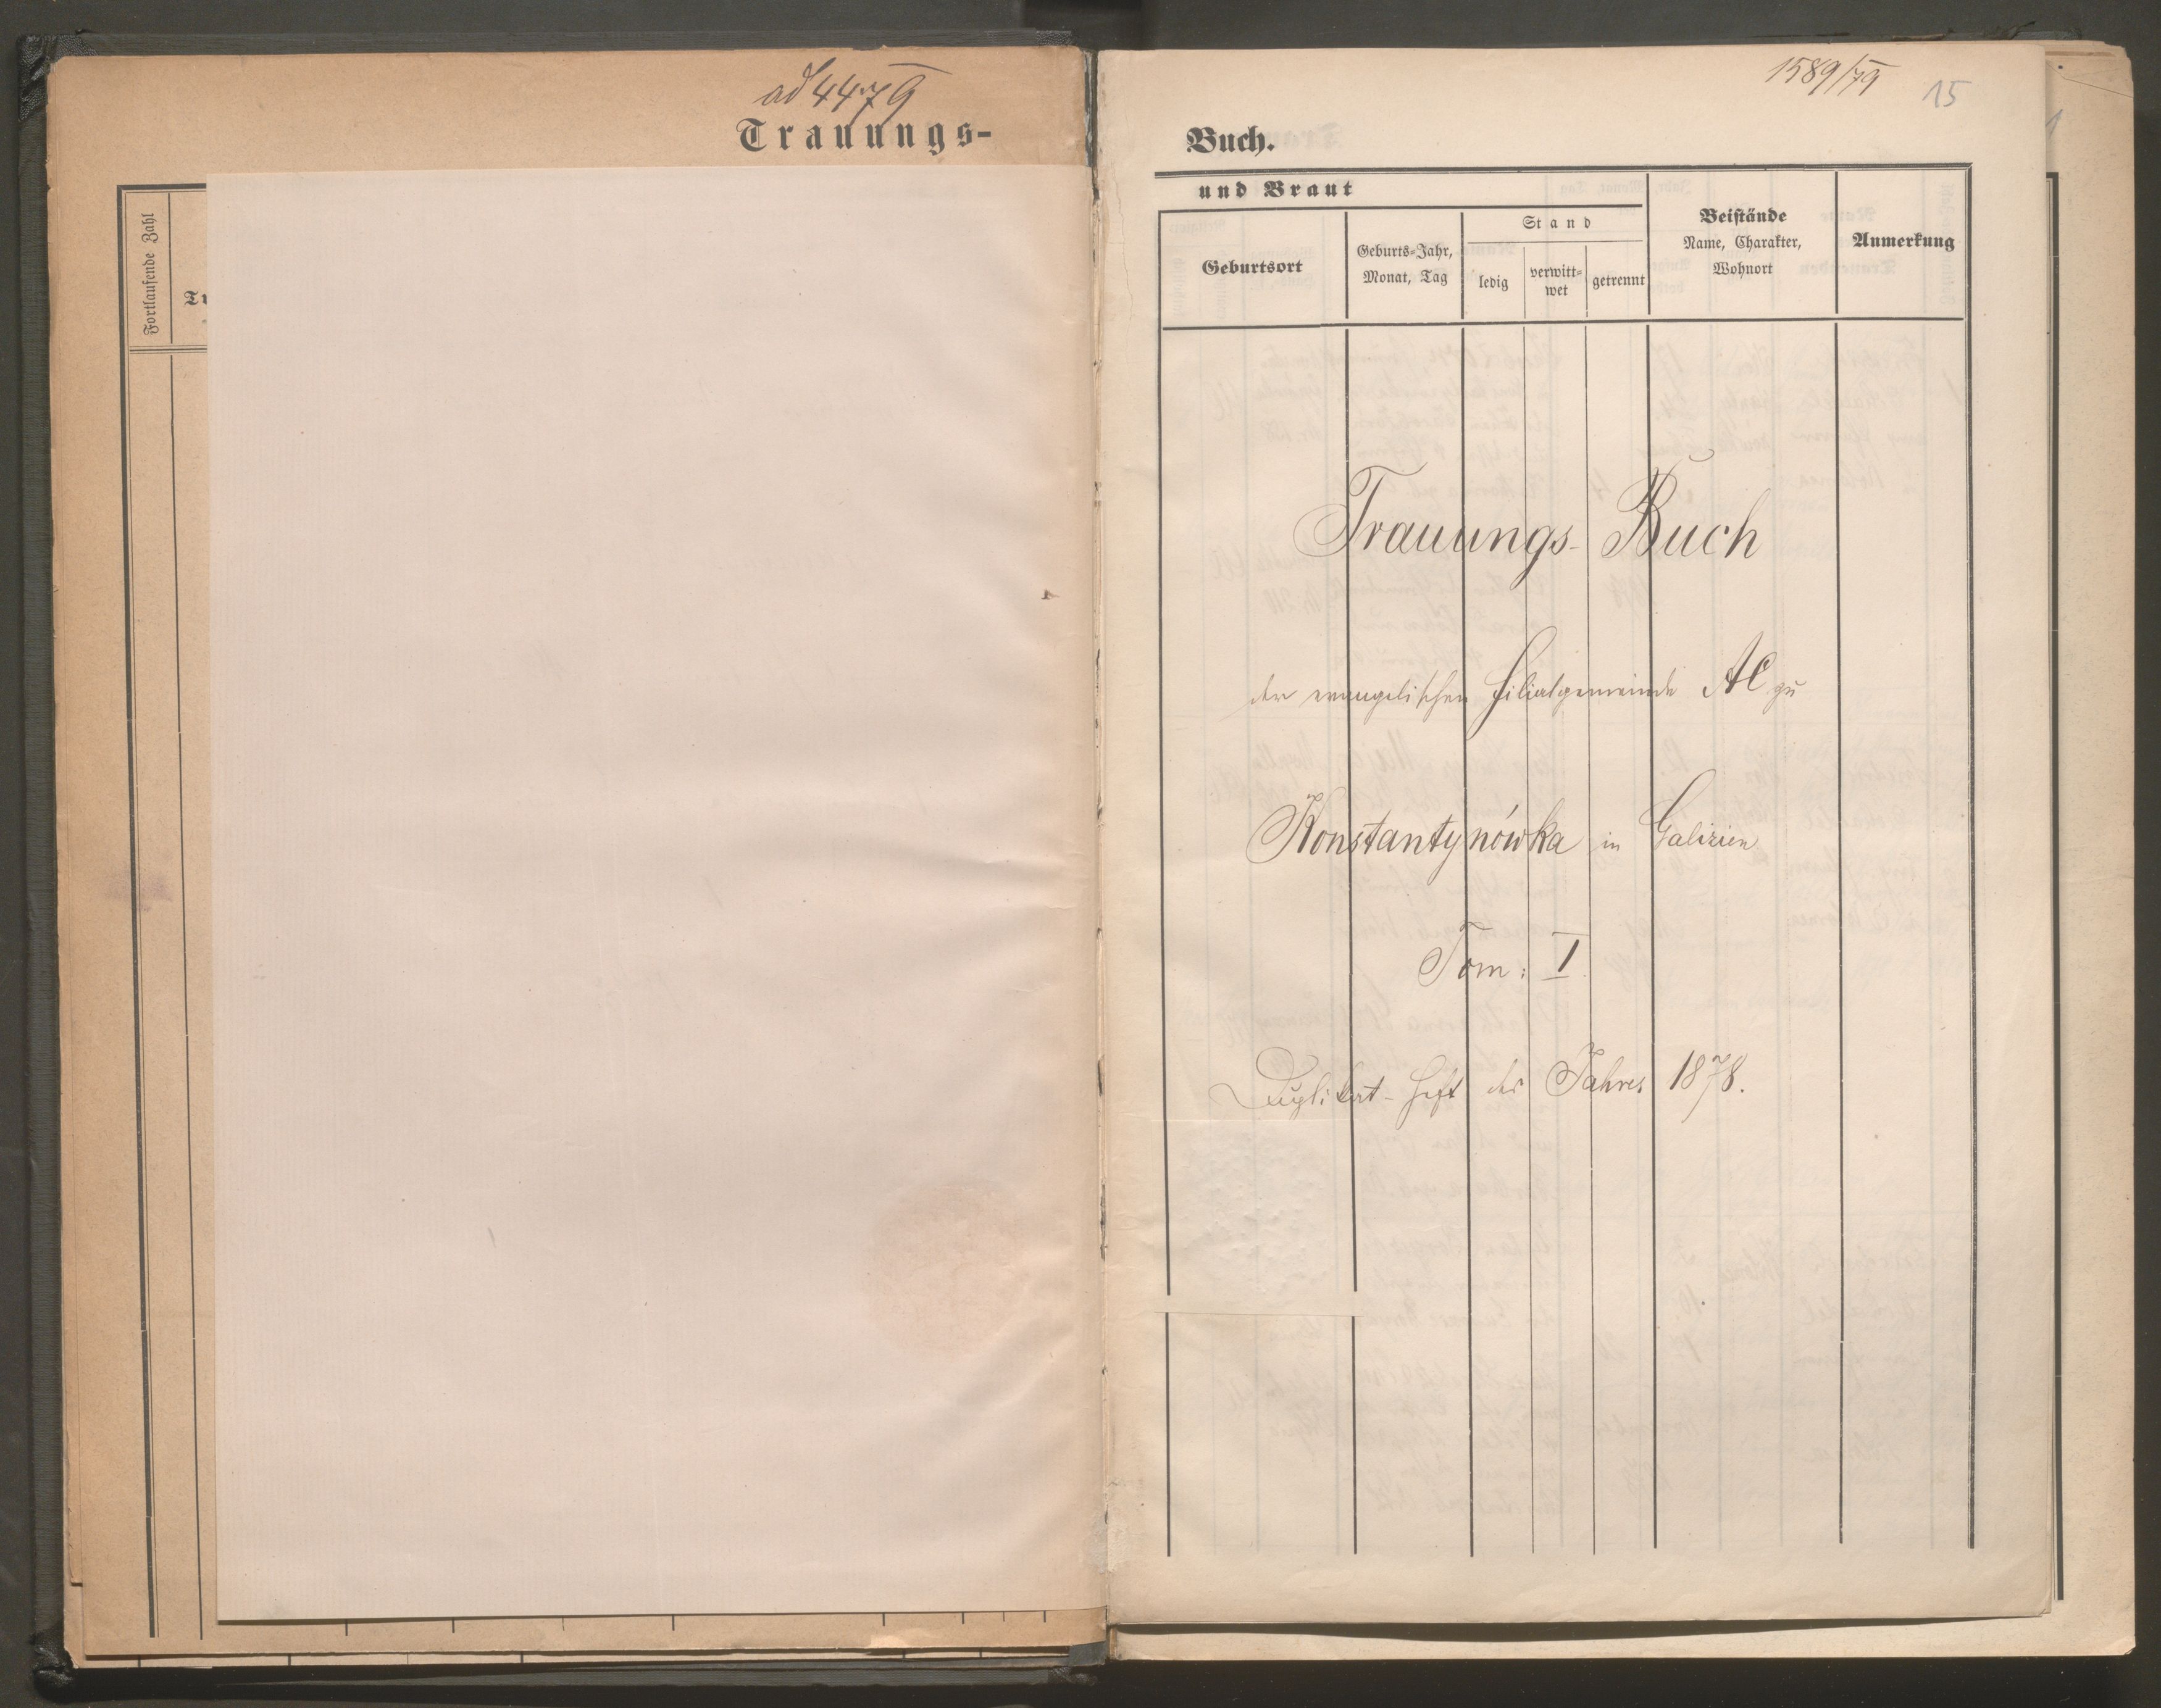 ad 4479
Trauungs-
Fortlaufende Zahl
1589/79
15
Buch.
und Braut
Geburtsort
Geburts-Jahr,
Monat, Tag
Stand
ledig
verwitt-
wet
getrennt
Beistände
Name, Charakter,
Wohnort
Anmerkung
Trauungs- Buch
der evangelischen Filialgemeinde AC zu
Konstantynówka in Galizien
Tom: I
Duplikat-Heft des Jahres 1878.